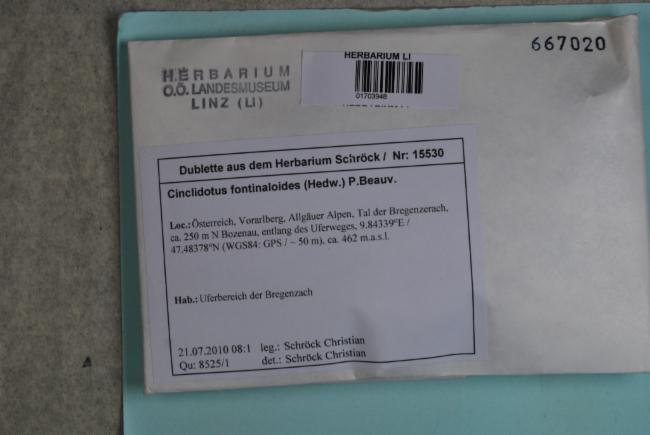 667020
HERBARIUM
O.Ö. LANDESMUSEUM
LINZ (LI)
HERBARIUM LI
01703948
Dublette aus dem Herbarium Schröck / Nr: 15530
Cinclidotus fontinaloides (Hedw.) P.Beauv.
Loc.: Österreich, Vorarlberg, Allgäuer Alpen, Tal der Bregenzerach,
ca. 250 m N Bozenau, entlang des Uferweges, 9.84339°E /
47.48378°N (WGS84: GPS / ~ 50 m), ca. 462 m.a.s.l.
Hab.: Uferbereich der Bregenzach
21.07.2010 08:1 leg.: Schröck Christian
Qu: 8525/1 det.: Schröck Christian